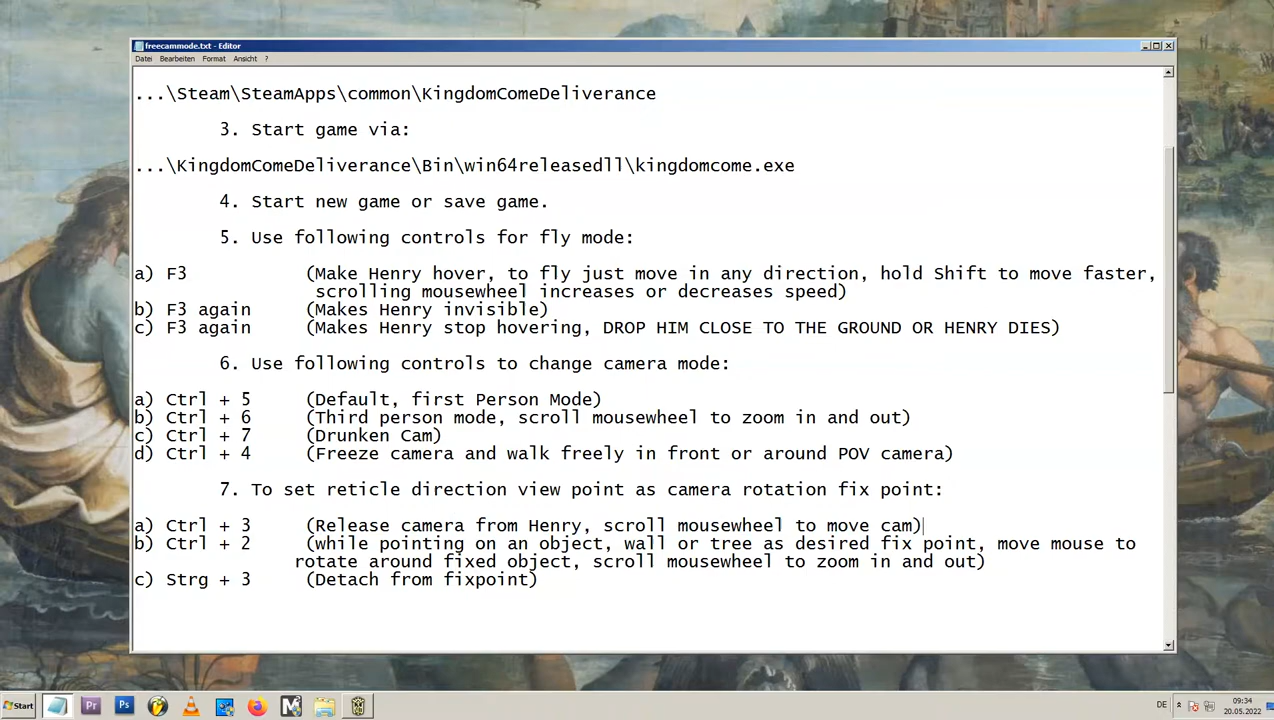 freecammode.txt - Editor
Datei Bearbeiten Format Ansicht ?
...\Steam\SteamApps\common\KingdomComeDeliverance
3. Start game via:
...\KingdomComeDeliverance\Bin\win64releasedll\kingdomcome.exe
4. Start new game or save game.
5. Use following controls for fly mode:
a) F3 (Make Henry hover, to fly just move in any direction, hold Shift to move faster,
scrolling mousewheel increases or decreases speed)
b) F3 again (Makes Henry invisible)
c) F3 again (Makes Henry stop hovering, DROP HIM CLOSE TO THE GROUND OR HENRY DIES)
6. Use following controls to change camera mode:
a) Ctrl + 5 (Default, first Person Mode)
b) Ctrl + 6 (Third person mode, scroll mousewheel to zoom in and out)
c) Ctrl + 7 (Drunken Cam)
d) Ctrl + 4 (Freeze camera and walk freely in front or around POV camera)
7. To set reticle direction view point as camera rotation fix point:
a) Ctrl + 3 (Release camera from Henry, scroll mousewheel to move cam)
b) Ctrl + 2 (while pointing on an object, wall or tree as desired fix point, move mouse to
rotate around fixed object, scroll mousewheel to zoom in and out)
c) Strg + 3 (Detach from fixpoint)
Start Pr Ps DE 09:34
20.05.2022